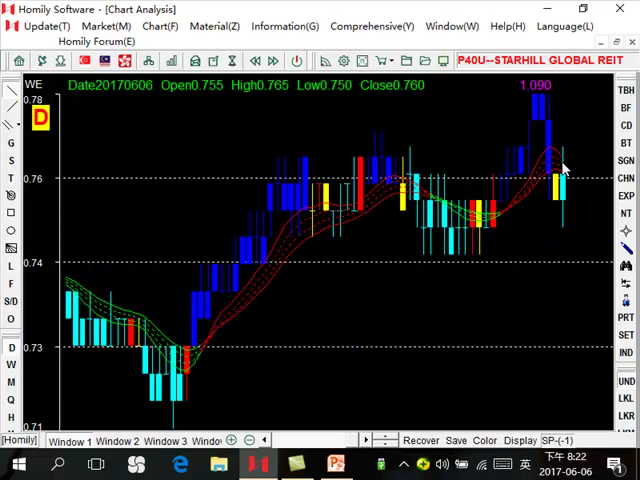 Homily Software - [Chart Analysis]
Update(T) Market(M) Chart(F) Material(Z) Information(G) Comprehensive(Y) Window(W) Help(H) Language(L)
Homily Forum(E)
P40U--STARHILL GLOBAL REIT
WE Date20170606 Open0.755 High0.765 Low0.750 Close0.760 1.090
0.78
D
0.76
0.74
0.73
0.71
G
S
T
L
F
S/D
O
D
W
M
Q
H
TBH
BF
CD
BT
SGN
CHN
EXP
NT
PRT
SET
IND
UND
LKL
LKR
[Homily] Window 1 Window 2 Window 3 Windo Recover Save Color Display SP-(-1)
英 下午 8:22
2017-06-06
1